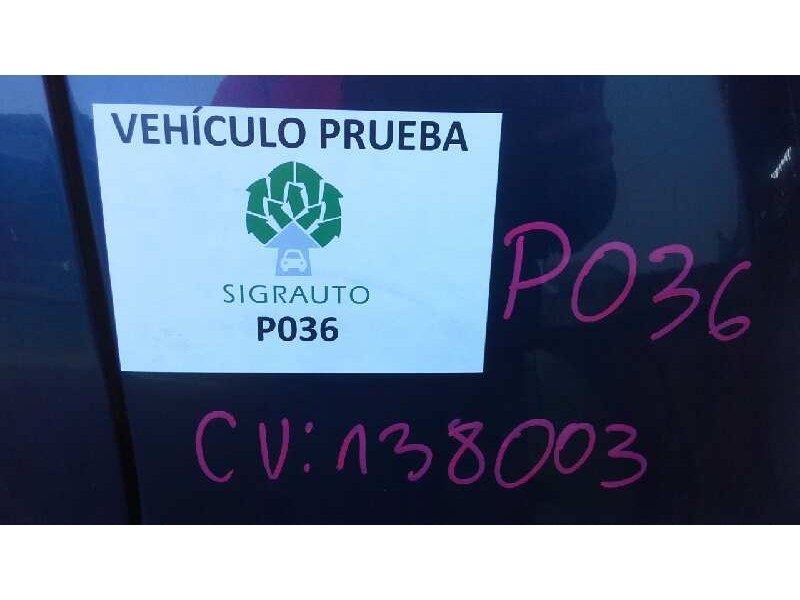 VEHÍCULO PRUEBA
SIGRAUTO
P036
P036
CV:138003